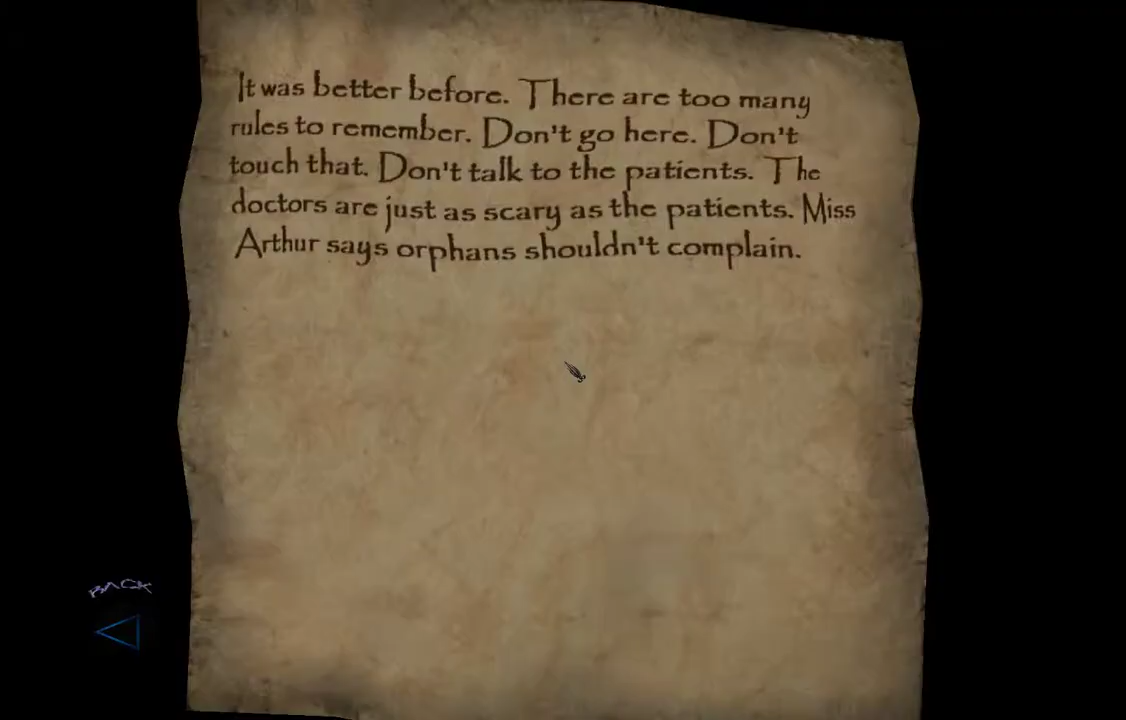 It was better before. There are too many
rules to remember. Don't go here. Don't
touch that. Don't talk to the patients. The
doctors are just as scary as the patients. Miss
Arthur says orphans shouldn't complain.
BACK